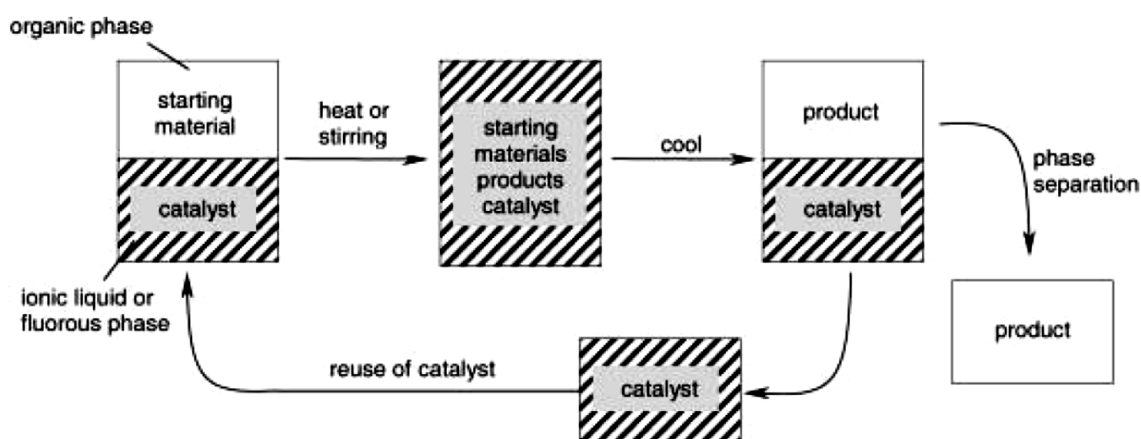 organic phase
starting
material
catalyst
ionic liquid or
fluorous phase
heat or
stirring
starting
materials
products
catalyst
cool
product
catalyst
phase
separation
product
catalyst
reuse of catalyst